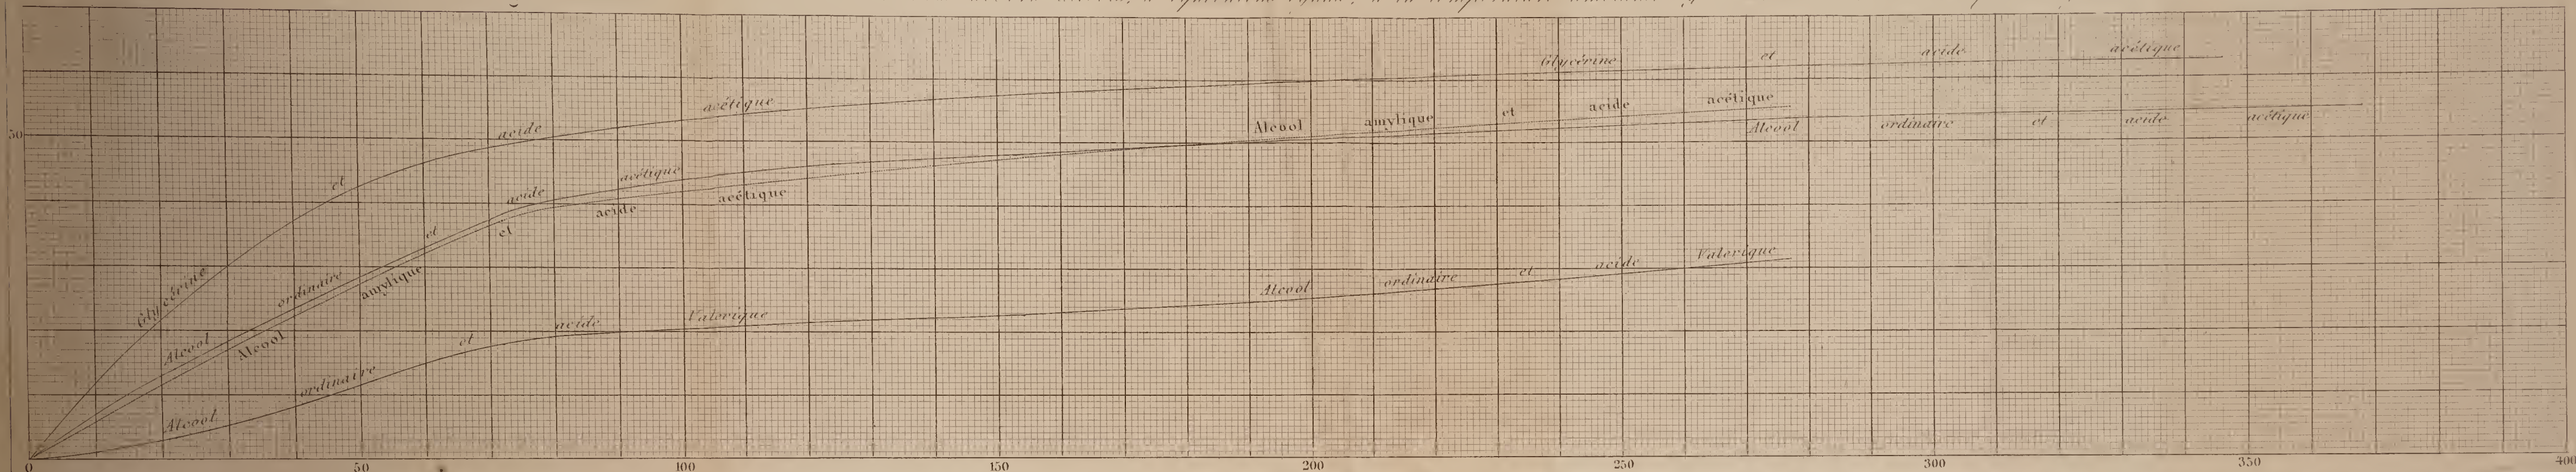 Glycérine et acide acétique
Glycérine et acide acétique
Alcool amylique et acide acétique
Alcool ordinaire et acide acétique
50
Alcool ordinaire et acide acétique
Alcool amylique et acide acétique
Alcool ordinaire et acide Valerique
Alcool ordinaire et acide Valerique
0 50 100 150 200 250 300 350 400